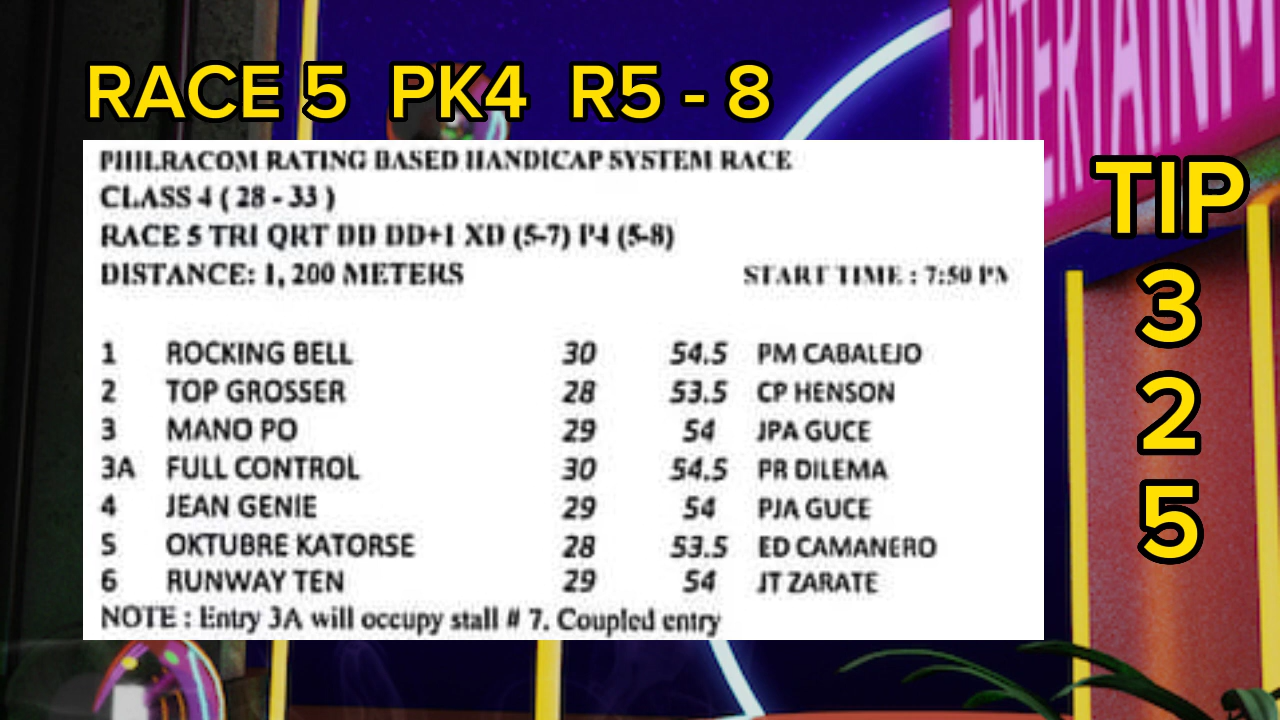 ENTERTAINM
RACE 5 PK4 R5 - 8
PHILRACOM RATING BASED HANDICAP SYSTEM RACE
CLASS 4 ( 28 - 33 )
RACE 5 TRI QRT DD DD+1 XD (5-7) P4 (5-8)
DISTANCE: 1, 200 METERS START TIME : 7:50 PM
1 ROCKING BELL 30 54.5 PM CABALEJO
2 TOP GROSSER 28 53.5 CP HENSON
3 MANO PO 29 54 JPA GUCE
3A FULL CONTROL 30 54.5 PR DILEMA
4 JEAN GENIE 29 54 PJA GUCE
5 OKTUBRE KATORSE 28 53.5 ED CAMANERO
6 RUNWAY TEN 29 54 JT ZARATE
NOTE : Entry 3A will occupy stall # 7. Coupled entry
TIP
3
2
5